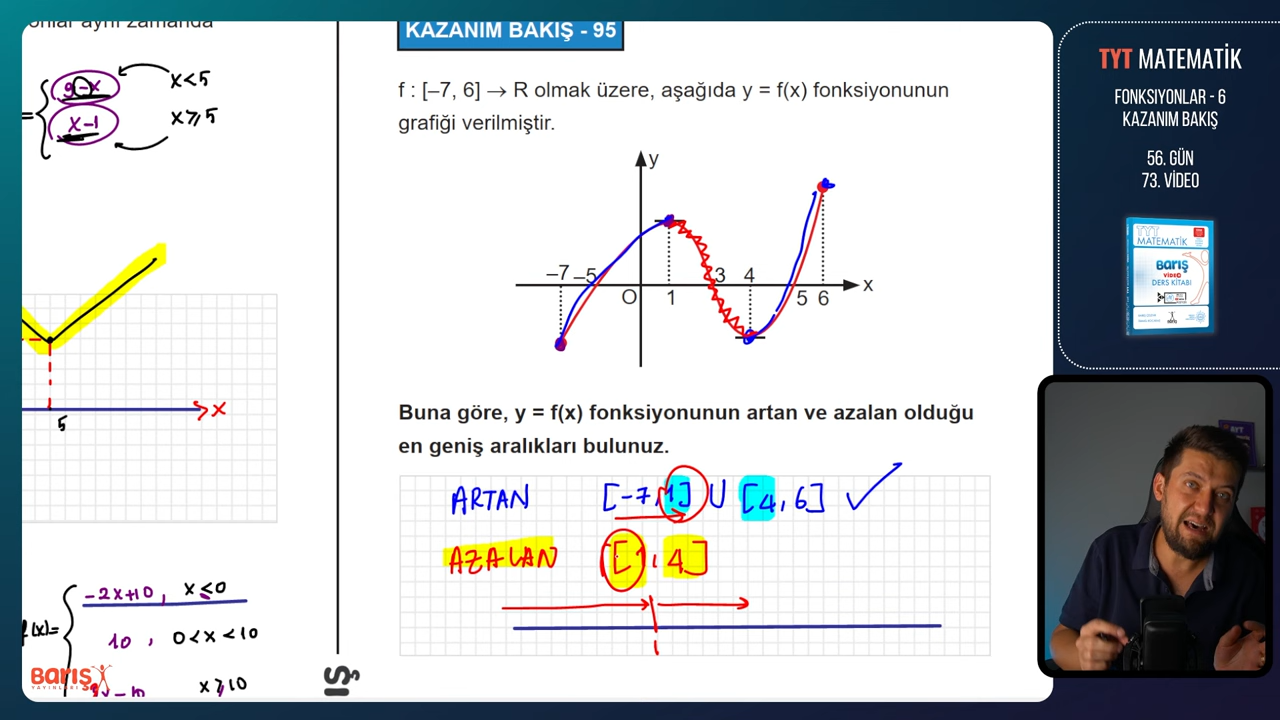 onlar aynı zamanda
=
9-x
x<5
x-1
x≥5
x
5
f(x)=
-2x+10, x≤0
10, 0<x<10
x≥10
BARIŞ
YAYINLARI
KAZANIM BAKIŞ - 95
f : [–7, 6] → R olmak üzere, aşağıda y = f(x) fonksiyonunun
grafiği verilmiştir.
y
–7 –5 3 4 x
O 1 5 6
Buna göre, y = f(x) fonksiyonunun artan ve azalan olduğu
en geniş aralıkları bulunuz.
ARTAN [-7,1] U [4,6]
AZALAN [1, 4]
TYT MATEMATİK
FONKSIYONLAR - 6
KAZANIM BAKIŞ
56. GÜN
73. VİDEO
TYT
MATEMATİK
BARIŞ
VİDEO
DERS KİTABI